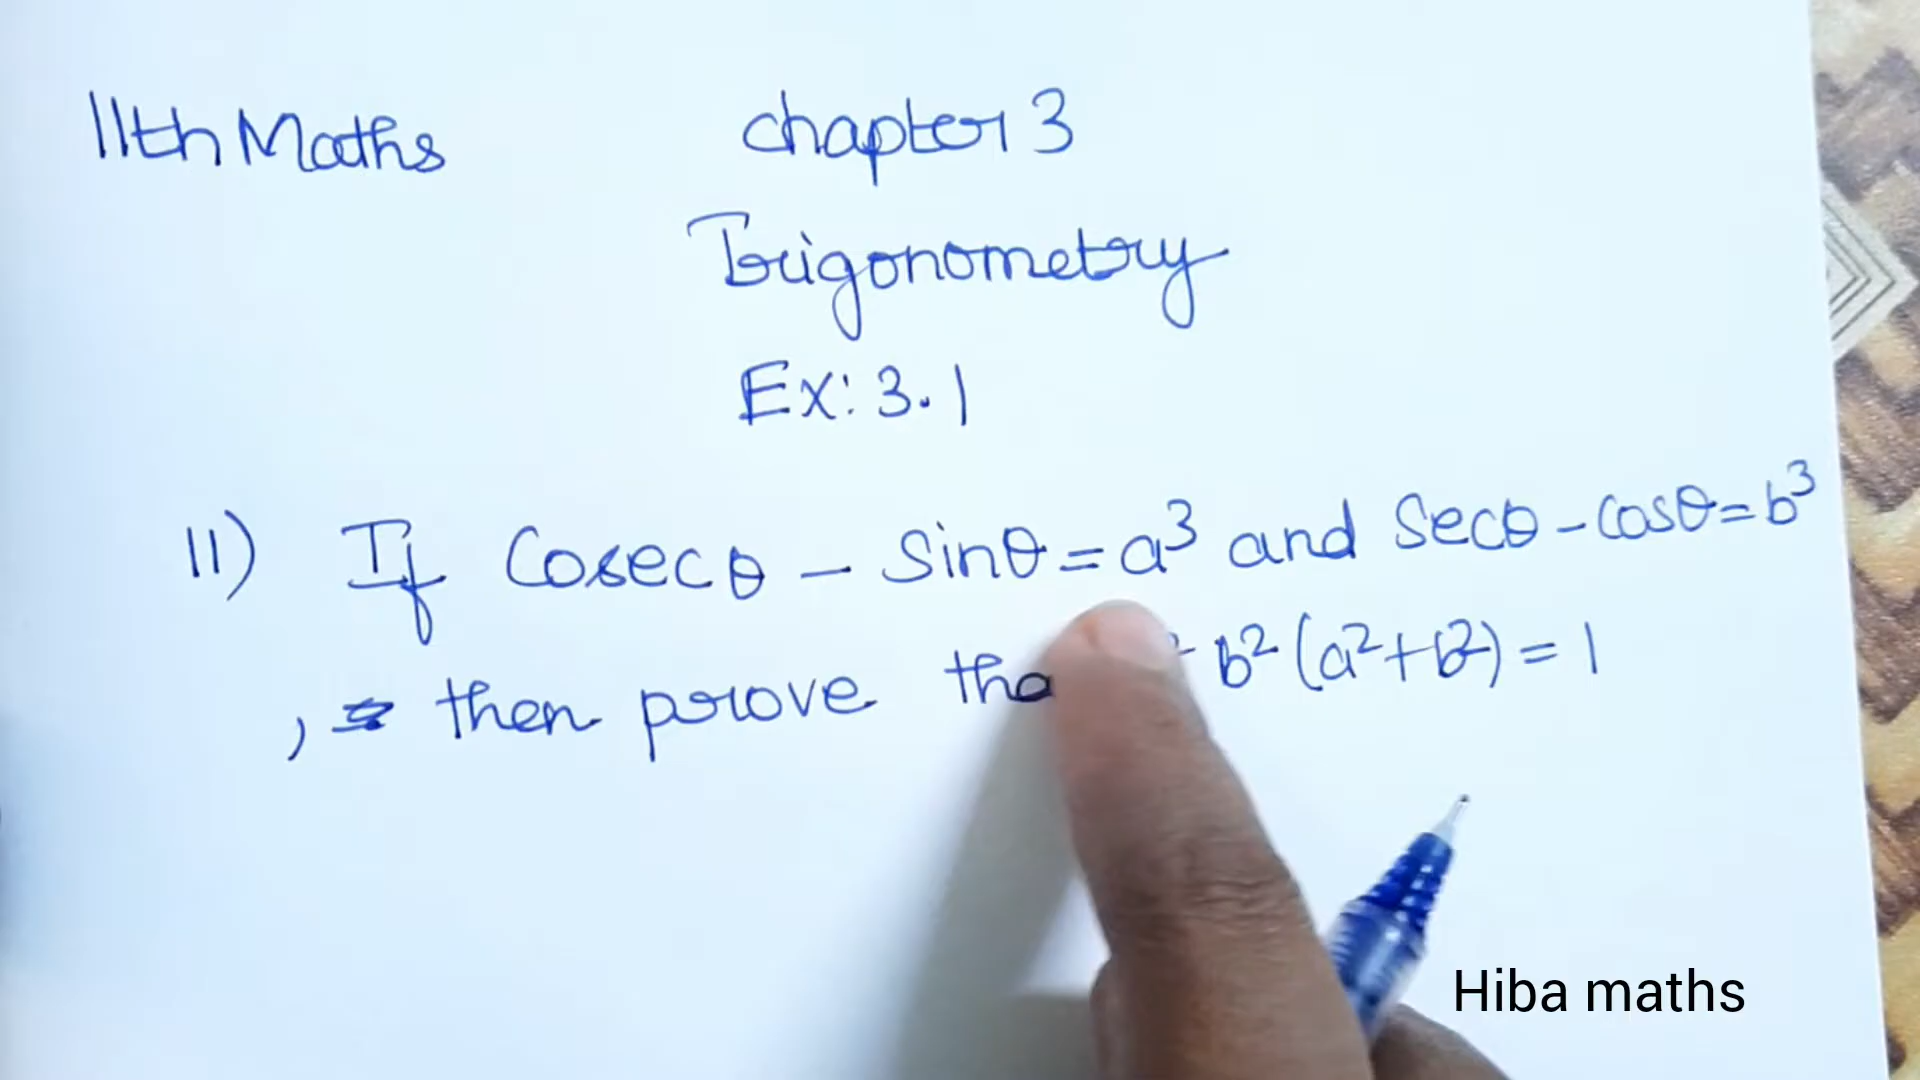 11th Maths chapter 3
Trigonometry
Ex: 3.1
11) If Cosecθ - sinθ = a³ and Secθ - cosθ = b³
, then prove b² (a²+b²) = 1
Hiba maths